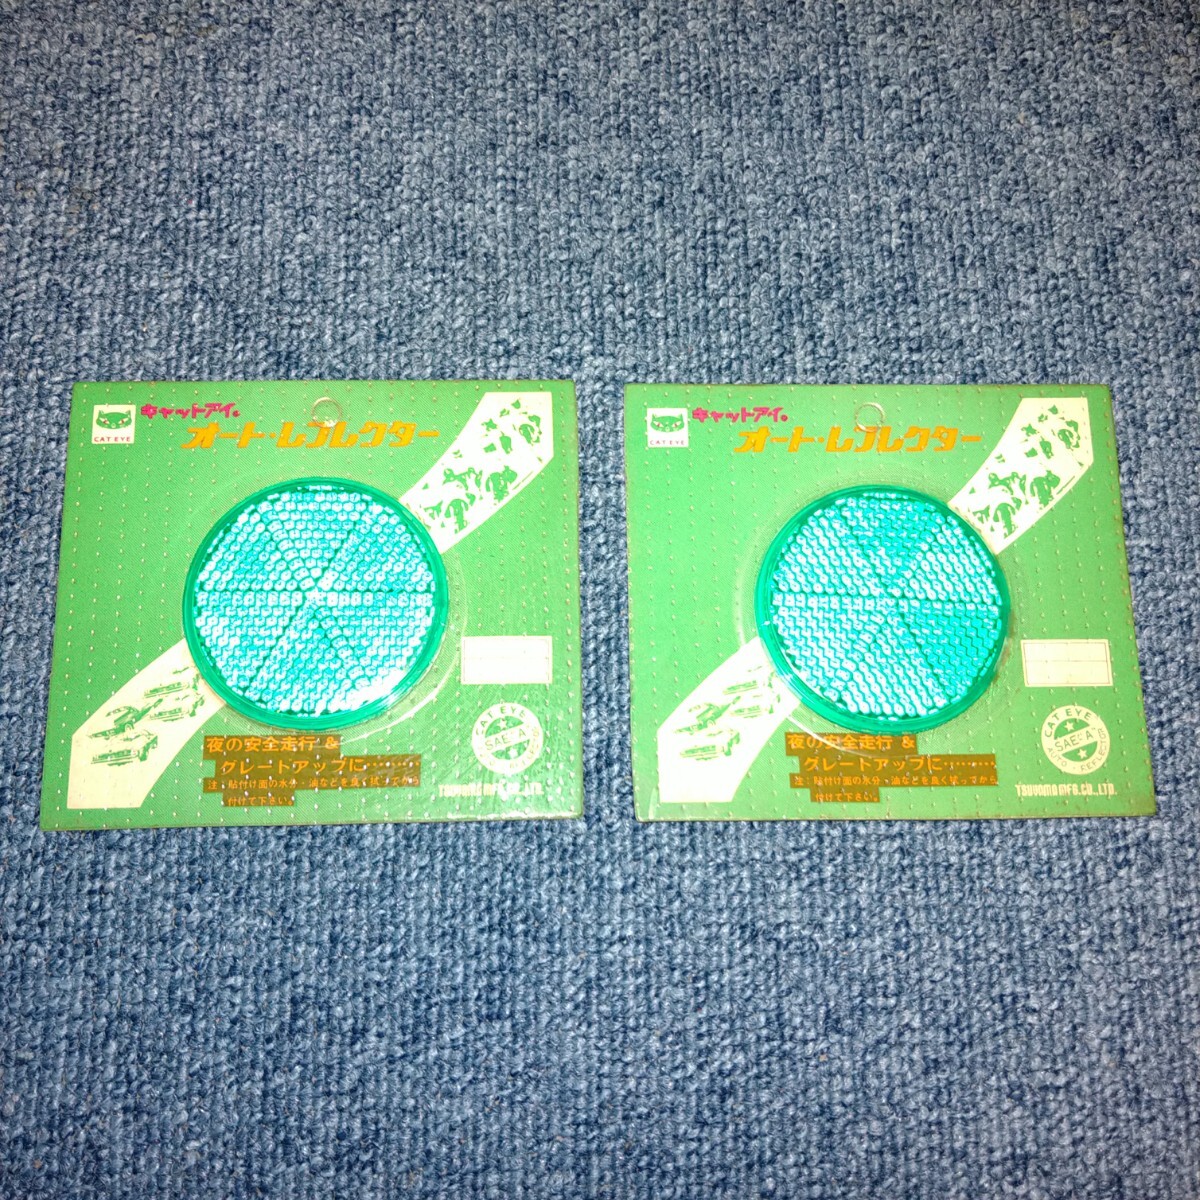 CAT EYE
キャットアイ。
オート・レフレクター
夜の安全走行 &
グレードアップに………
注:貼付け面の水分・油などを良く拭ってから
付けて下さい。
CAT EYE
SAE-A
AUTO REFLECTOR
TSUYAMA MFG.CO.,LTD.
CAT EYE
キャットアイ。
オート・レフレクター
夜の安全走行 &
グレードアップに………
注:貼付け面の水分・油などを良く拭ってから
付けて下さい。
CAT EYE
SAE-A
AUTO REFLECTOR
TSUYAMA MFG.CO.,LTD.